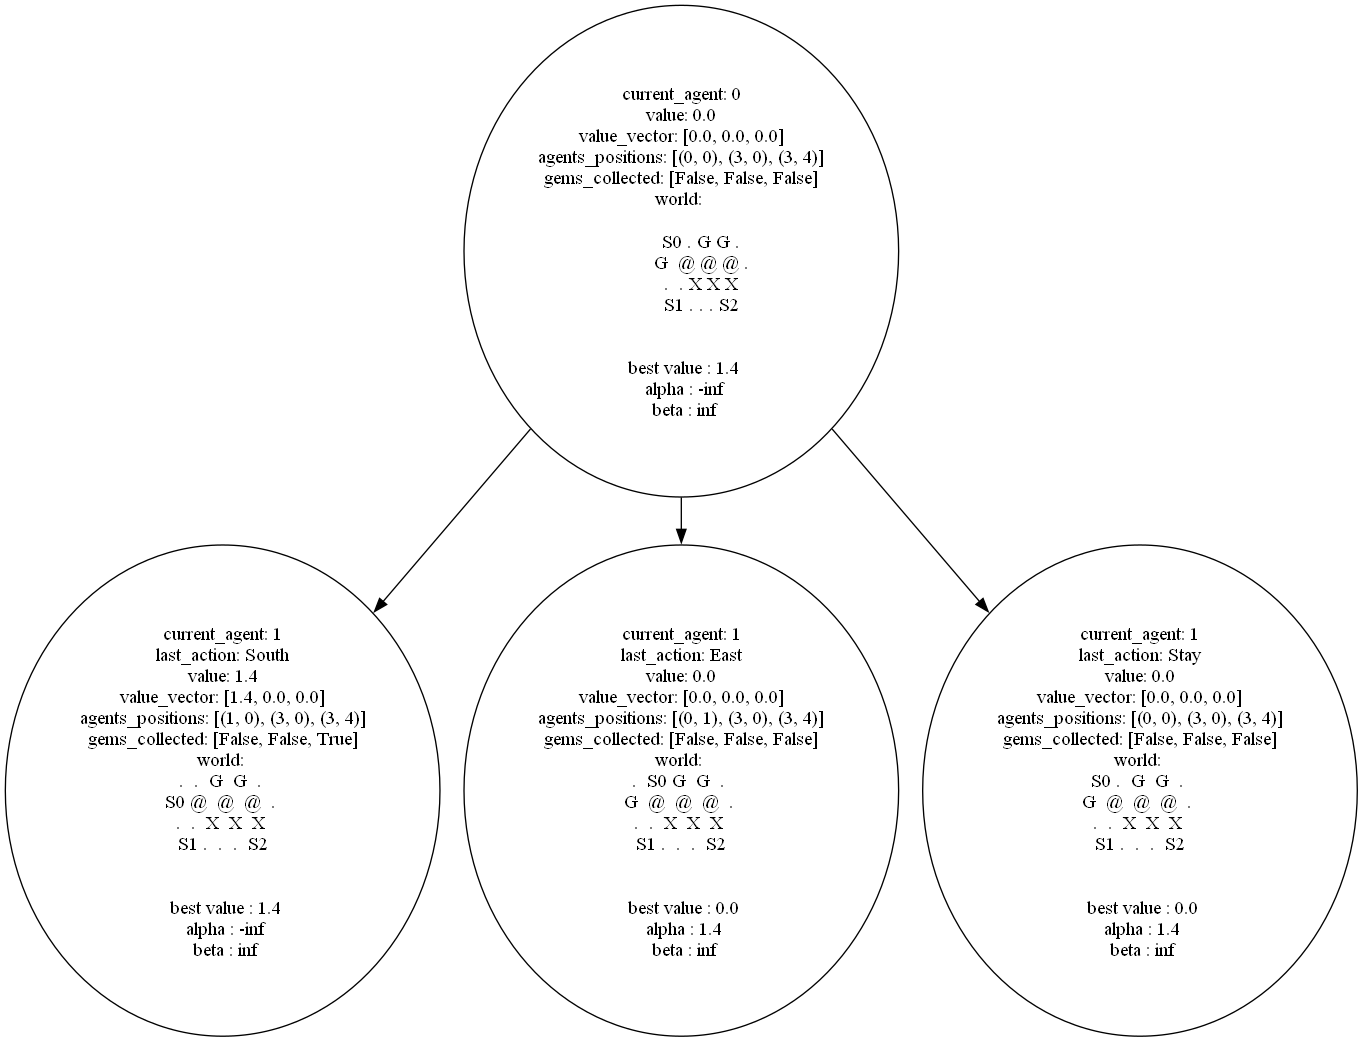 current_agent: 0
value: 0.0
value_vector: [0.0, 0.0, 0.0]
agents_positions: [(0, 0), (3, 0), (3, 4)]
gems_collected: [False, False, False]
world:
S0 . G G .
G @ @ @ .
. . X X X
S1 . . . S2
best value : 1.4
alpha : -inf
beta : inf
current_agent: 1
last_action: South
value: 1.4
value_vector: [1.4, 0.0, 0.0]
agents_positions: [(1, 0), (3, 0), (3, 4)]
gems_collected: [False, False, True]
world:
. . G G .
S0 @ @ @ .
. . X X X
S1 . . . S2
best value : 1.4
alpha : -inf
beta : inf
current_agent: 1
last_action: East
value: 0.0
value_vector: [0.0, 0.0, 0.0]
agents_positions: [(0, 1), (3, 0), (3, 4)]
gems_collected: [False, False, False]
world:
. S0 G G .
G @ @ @ .
. . X X X
S1 . . . S2
best value : 0.0
alpha : 1.4
beta : inf
current_agent: 1
last_action: Stay
value: 0.0
value_vector: [0.0, 0.0, 0.0]
agents_positions: [(0, 0), (3, 0), (3, 4)]
gems_collected: [False, False, False]
world:
S0 . G G .
G @ @ @ .
. . X X X
S1 . . . S2
best value : 0.0
alpha : 1.4
beta : inf